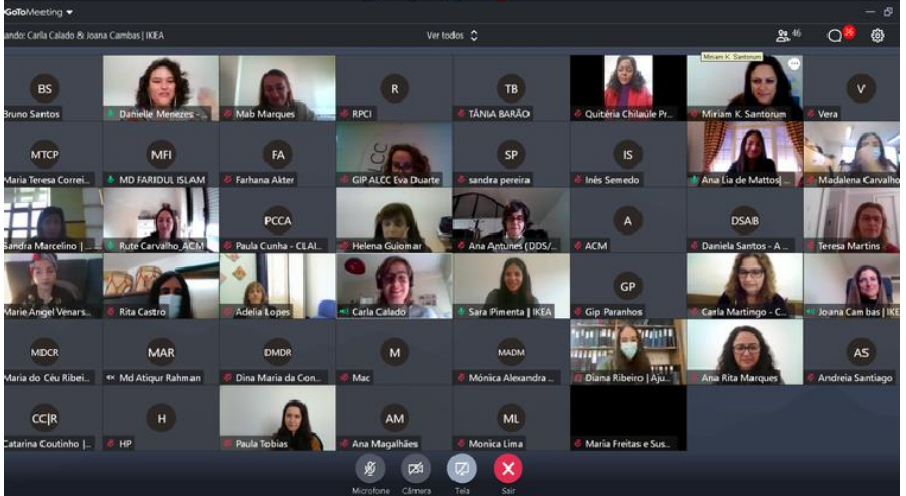 GoToMeeting
ando: Carla Calado & Joana Cambas | IKEA
Ver todos
46
36
Miriam K. Santorum
BS
Bruno Santos
Danielle Menezes -...
Mab Marques
R
RPCI
TB
TÂNIA BARÃO
Quitéria Chilaúle Pr...
Miriam K. Santorum
V
Vera
MTCP
Maria Teresa Correi...
MFI
MD FARIDUL ISLAM
FA
Farhana Akter
ALCC
GIP ALCC Eva Duarte
SP
sandra pereira
IS
Inês Semedo
Ana Lia de Mattos|...
Madalena Carvalho
Sandra Marcelino |...
Rute Carvalho_ACM
PCCA
Paula Cunha - CLAI...
Helena Guiomar
Ana Antunes (DDS/...
A
ACM
DSAB
Daniela Santos - A ...
Teresa Martins
Marie Ángel Venars...
Rita Castro
Adelia Lopes
Carla Calado
Sara Pimenta | IKEA
GP
Gip Paranhos
Carla Martingo - C...
Joana Cambas | IKE
MDCR
Maria do Céu Ribei...
MAR
Md Atiqur Rahman
DMDR
Dina Maria da Con...
M
Mac
MADM
Mónica Alexandra ...
Diana Ribeiro | Aju...
Ana Rita Marques
AS
Andreia Santiago
CC|R
Catarina Coutinho |...
H
HP
Paula Tobias
AM
Ana Magalhães
ML
Monica Lima
Maria Freitas e Sus...
Microfone
Câmera
Tela
Sair